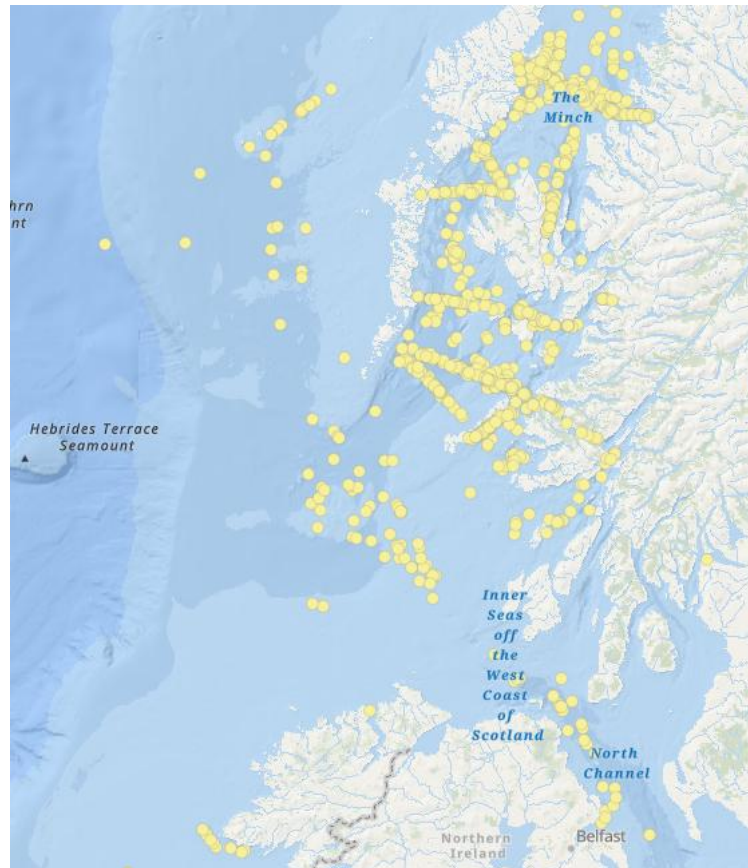 The
Minch
hrn
nt
Hebrides Terrace
Seamount
Inner
Seas
off
the
West
Coast
of
Scotland
North
Channel
Northern
Ireland
Belfast